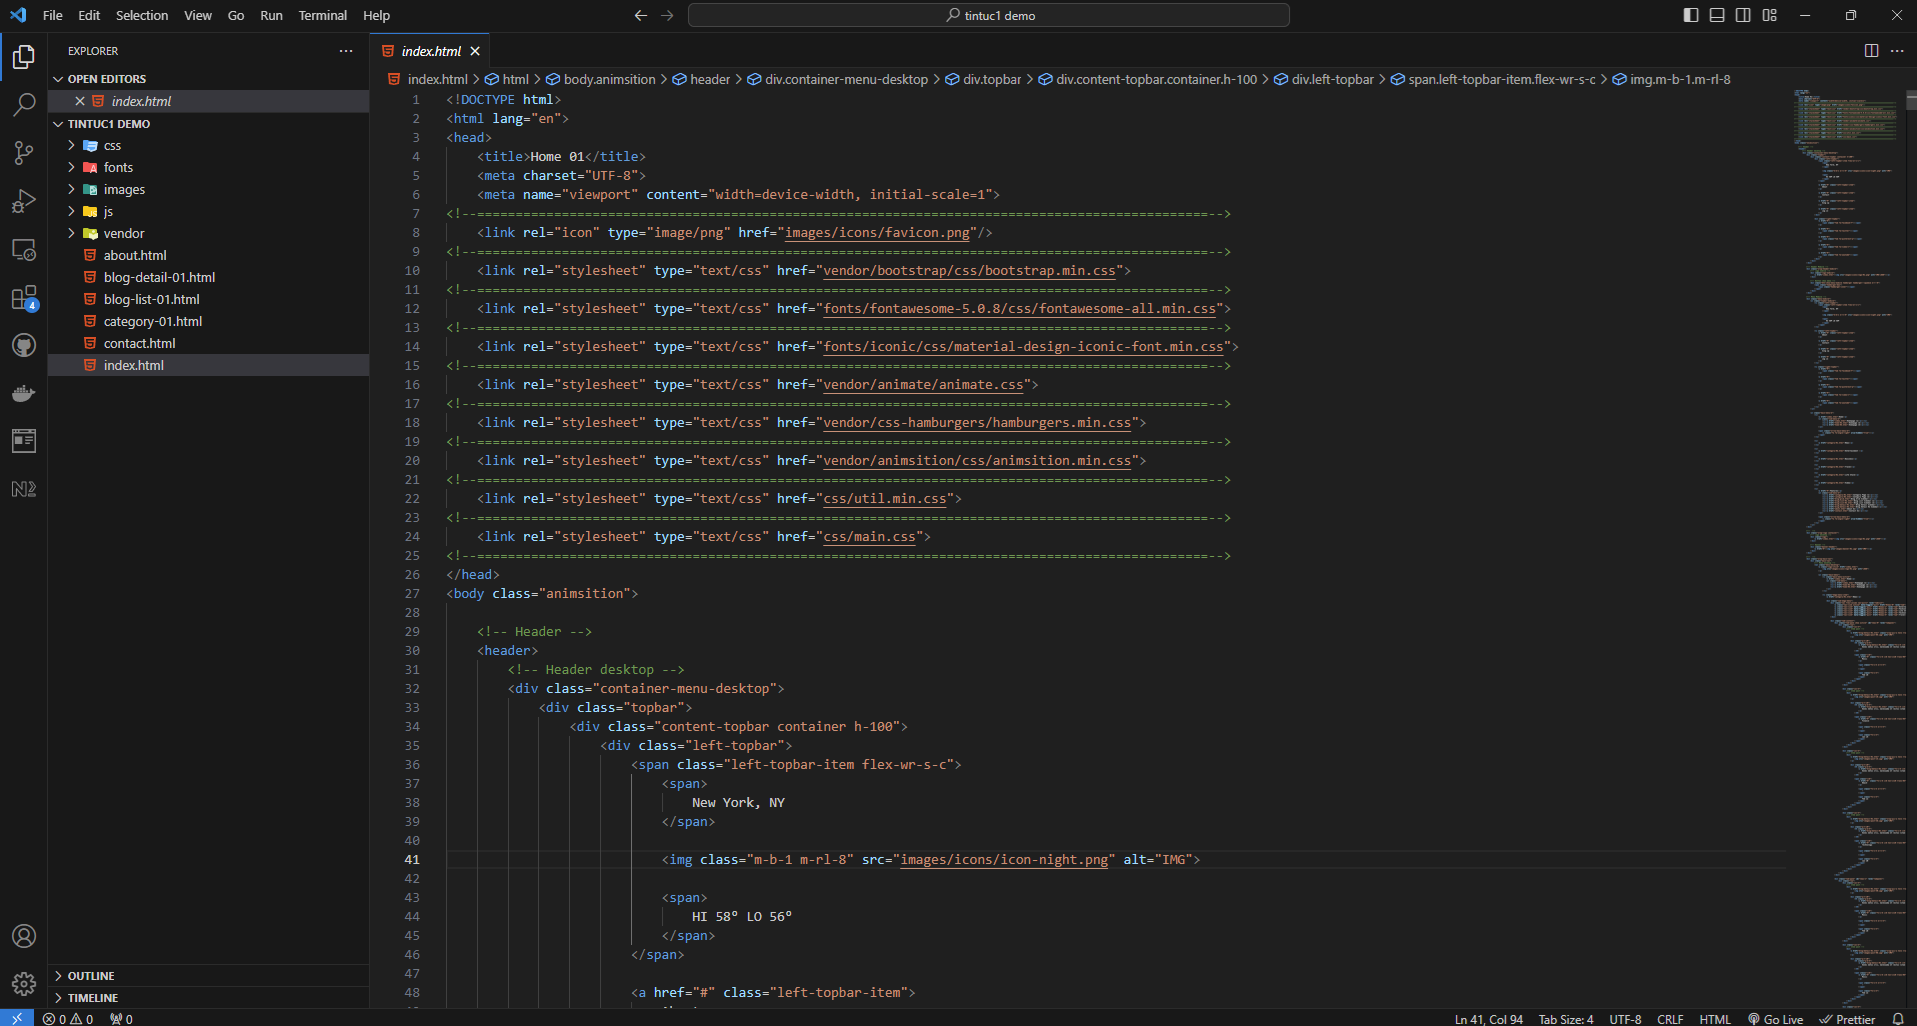 File Edit Selection View Go Run Terminal Help
tintuc1 demo
EXPLORER
OPEN EDITORS
index.html
TINTUC1 DEMO
css
fonts
images
js
vendor
about.html
blog-detail-01.html
blog-list-01.html
category-01.html
contact.html
index.html
OUTLINE
TIMELINE
4
index.html
index.html > html > body.animsition > header > div.container-menu-desktop > div.topbar > div.content-topbar.container.h-100 > div.left-topbar > span.left-topbar-item.flex-wr-s-c > img.m-b-1.m-rl-8
1 <!DOCTYPE html>
2 <html lang="en">
3 <head>
4 <title>Home 01</title>
5 <meta charset="UTF-8">
6 <meta name="viewport" content="width=device-width, initial-scale=1">
7 <!--===============================================================================================-->
8 <link rel="icon" type="image/png" href="images/icons/favicon.png"/>
9 <!--===============================================================================================-->
10 <link rel="stylesheet" type="text/css" href="vendor/bootstrap/css/bootstrap.min.css">
11 <!--===============================================================================================-->
12 <link rel="stylesheet" type="text/css" href="fonts/fontawesome-5.0.8/css/fontawesome-all.min.css">
13 <!--===============================================================================================-->
14 <link rel="stylesheet" type="text/css" href="fonts/iconic/css/material-design-iconic-font.min.css">
15 <!--===============================================================================================-->
16 <link rel="stylesheet" type="text/css" href="vendor/animate/animate.css">
17 <!--===============================================================================================-->
18 <link rel="stylesheet" type="text/css" href="vendor/css-hamburgers/hamburgers.min.css">
19 <!--===============================================================================================-->
20 <link rel="stylesheet" type="text/css" href="vendor/animsition/css/animsition.min.css">
21 <!--===============================================================================================-->
22 <link rel="stylesheet" type="text/css" href="css/util.min.css">
23 <!--===============================================================================================-->
24 <link rel="stylesheet" type="text/css" href="css/main.css">
25 <!--===============================================================================================-->
26 </head>
27 <body class="animsition">
28
29 <!-- Header -->
30 <header>
31 <!-- Header desktop -->
32 <div class="container-menu-desktop">
33 <div class="topbar">
34 <div class="content-topbar container h-100">
35 <div class="left-topbar">
36 <span class="left-topbar-item flex-wr-s-c">
37 <span>
38 New York, NY
39 </span>
40
41 <img class="m-b-1 m-rl-8" src="images/icons/icon-night.png" alt="IMG">
42
43 <span>
44 HI 58° LO 56°
45 </span>
46 </span>
47
48 <a href="#" class="left-topbar-item">
0 0 0
Ln 41, Col 94 Tab Size: 4 UTF-8 CRLF HTML Go Live Prettier